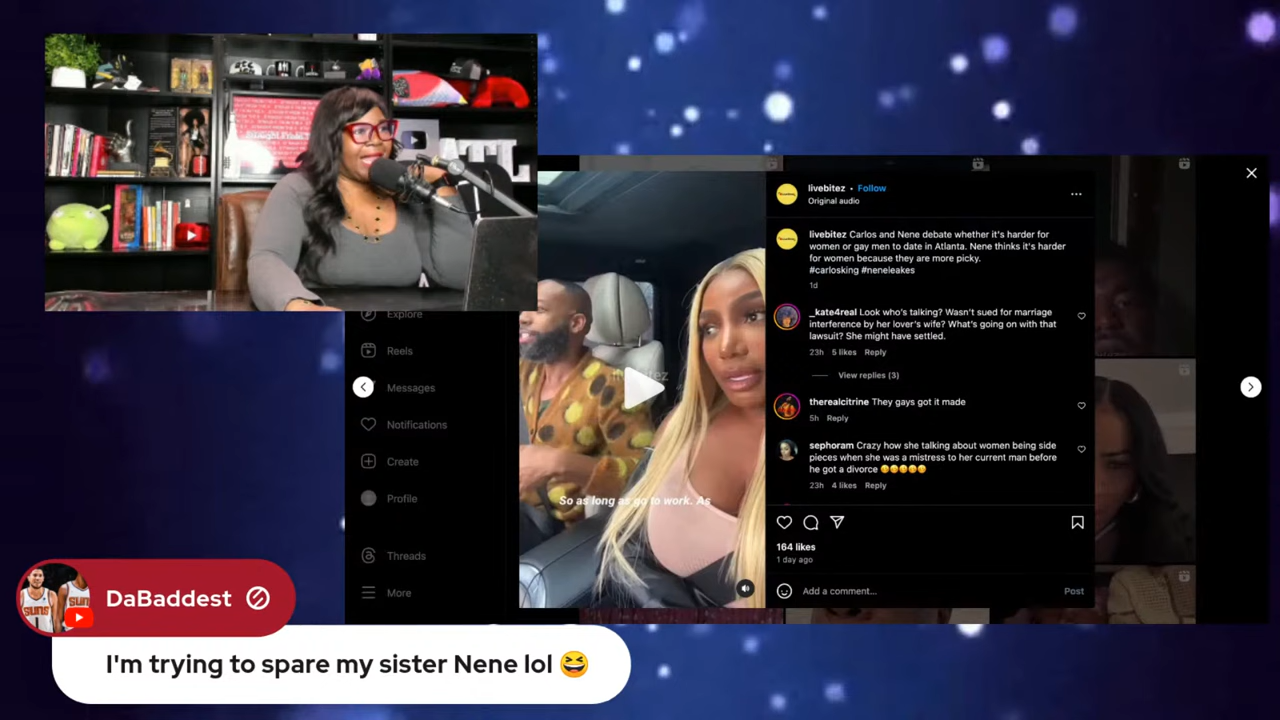 ATL
livebitez • Follow
Original audio
livebitez Carlos and Nene debate whether it's harder for
women or gay men to date in Atlanta. Nene thinks it's harder
for women because they are more picky.
#carlosking #neneleakes
1d
_kate4real Look who's talking? Wasn't sued for marriage
interference by her lover's wife? What's going on with that
lawsuit? She might have settled.
23h 5 likes Reply
View replies (3)
therealcitrine They gays got it made
5h Reply
sephoram Crazy how she talking about women being side
pieces when she was a mistress to her current man before
he got a divorce 😂😂😂😂😂
23h 4 likes Reply
164 likes
1 day ago
Add a comment...
Post
Explore
Reels
Messages
Notifications
Create
Profile
Threads
More
So as long as go to work. As
SUNS
DaBaddest
I'm trying to spare my sister Nene lol 😆